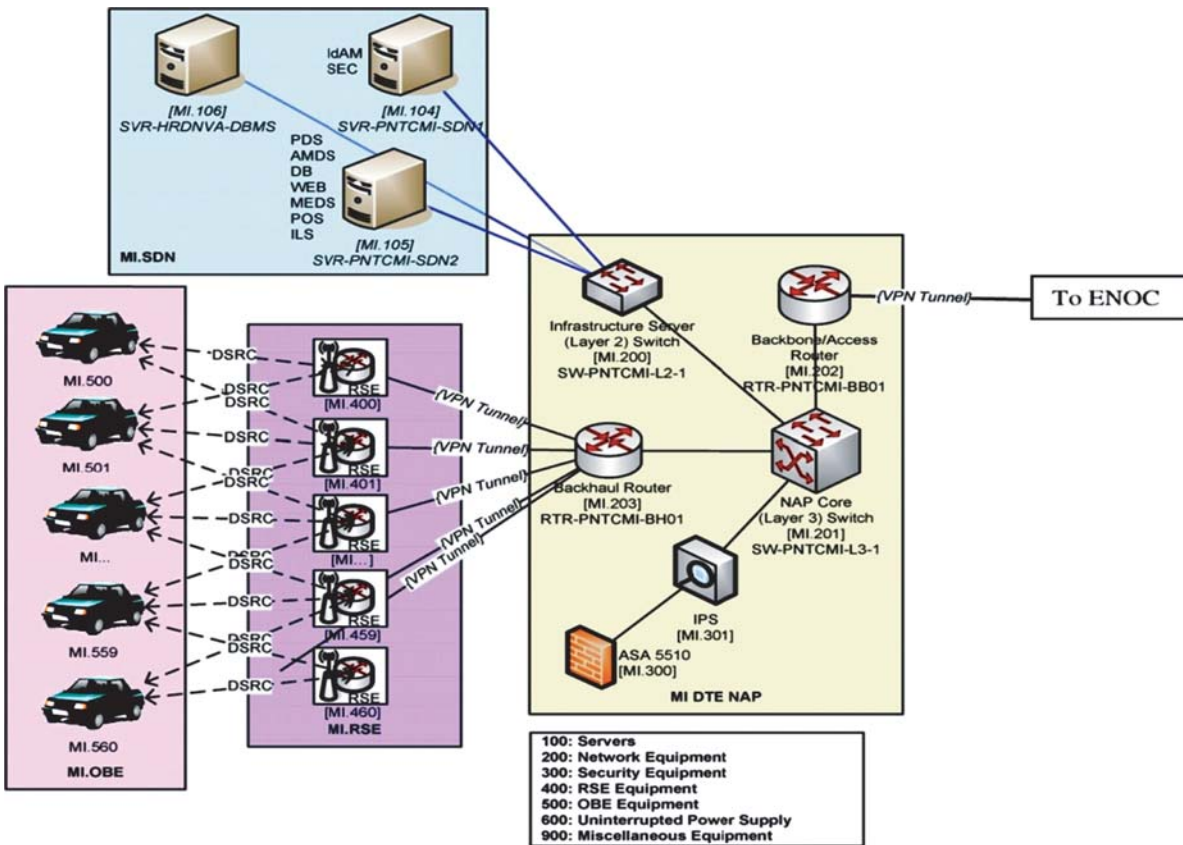 IdAM
SEC
[MI.106]
SVR-HRDNVA-DBMS
[MI.104]
SVR-PNTCMI-SDN1
PDS
AMDS
DB
WEB
MEDS
POS
ILS
[MI.105]
SVR-PNTCMI-SDN2
MI.SDN
MI.500
MI.501
MI...
MI.559
MI.560
MI.OBE
DSRC
DSRC
DSRC
DSRC
DSRC
DSRC
DSRC
DSRC
DSRC
DSRC
DSRC
DSRC
DSRC
RSE
[MI.400]
RSE
[MI.401]
RSE
[MI...]
RSE
[MI.459]
RSE
[MI.460]
MI.RSE
{VPN Tunnel}
{VPN Tunnel}
{VPN Tunnel}
{VPN Tunnel}
{VPN Tunnel}
Infrastructure Server
(Layer 2) Switch
[MI.200]
SW-PNTCMI-L2-1
Backbone/Access
Router
[MI.202]
RTR-PNTCMI-BB01
{VPN Tunnel}
To ENOC
Backhaul Router
[MI.203]
RTR-PNTCMI-BH01
NAP Core
(Layer 3) Switch
[MI.201]
SW-PNTCMI-L3-1
IPS
[MI.301]
ASA 5510
[MI.300]
MI DTE NAP
100: Servers
200: Network Equipment
300: Security Equipment
400: RSE Equipment
500: OBE Equipment
600: Uninterrupted Power Supply
900: Miscellaneous Equipment